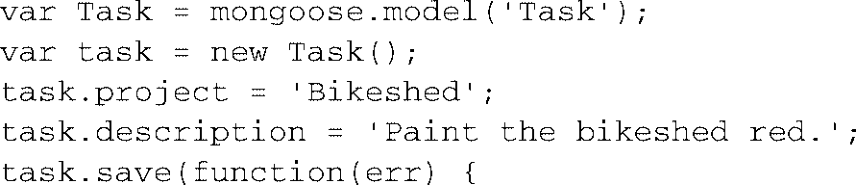 var Task = mongoose.model('Task');
var task = new Task();
task.project = 'Bikeshed';
task.description = 'Paint the bikeshed red.';
task.save(function(err) {